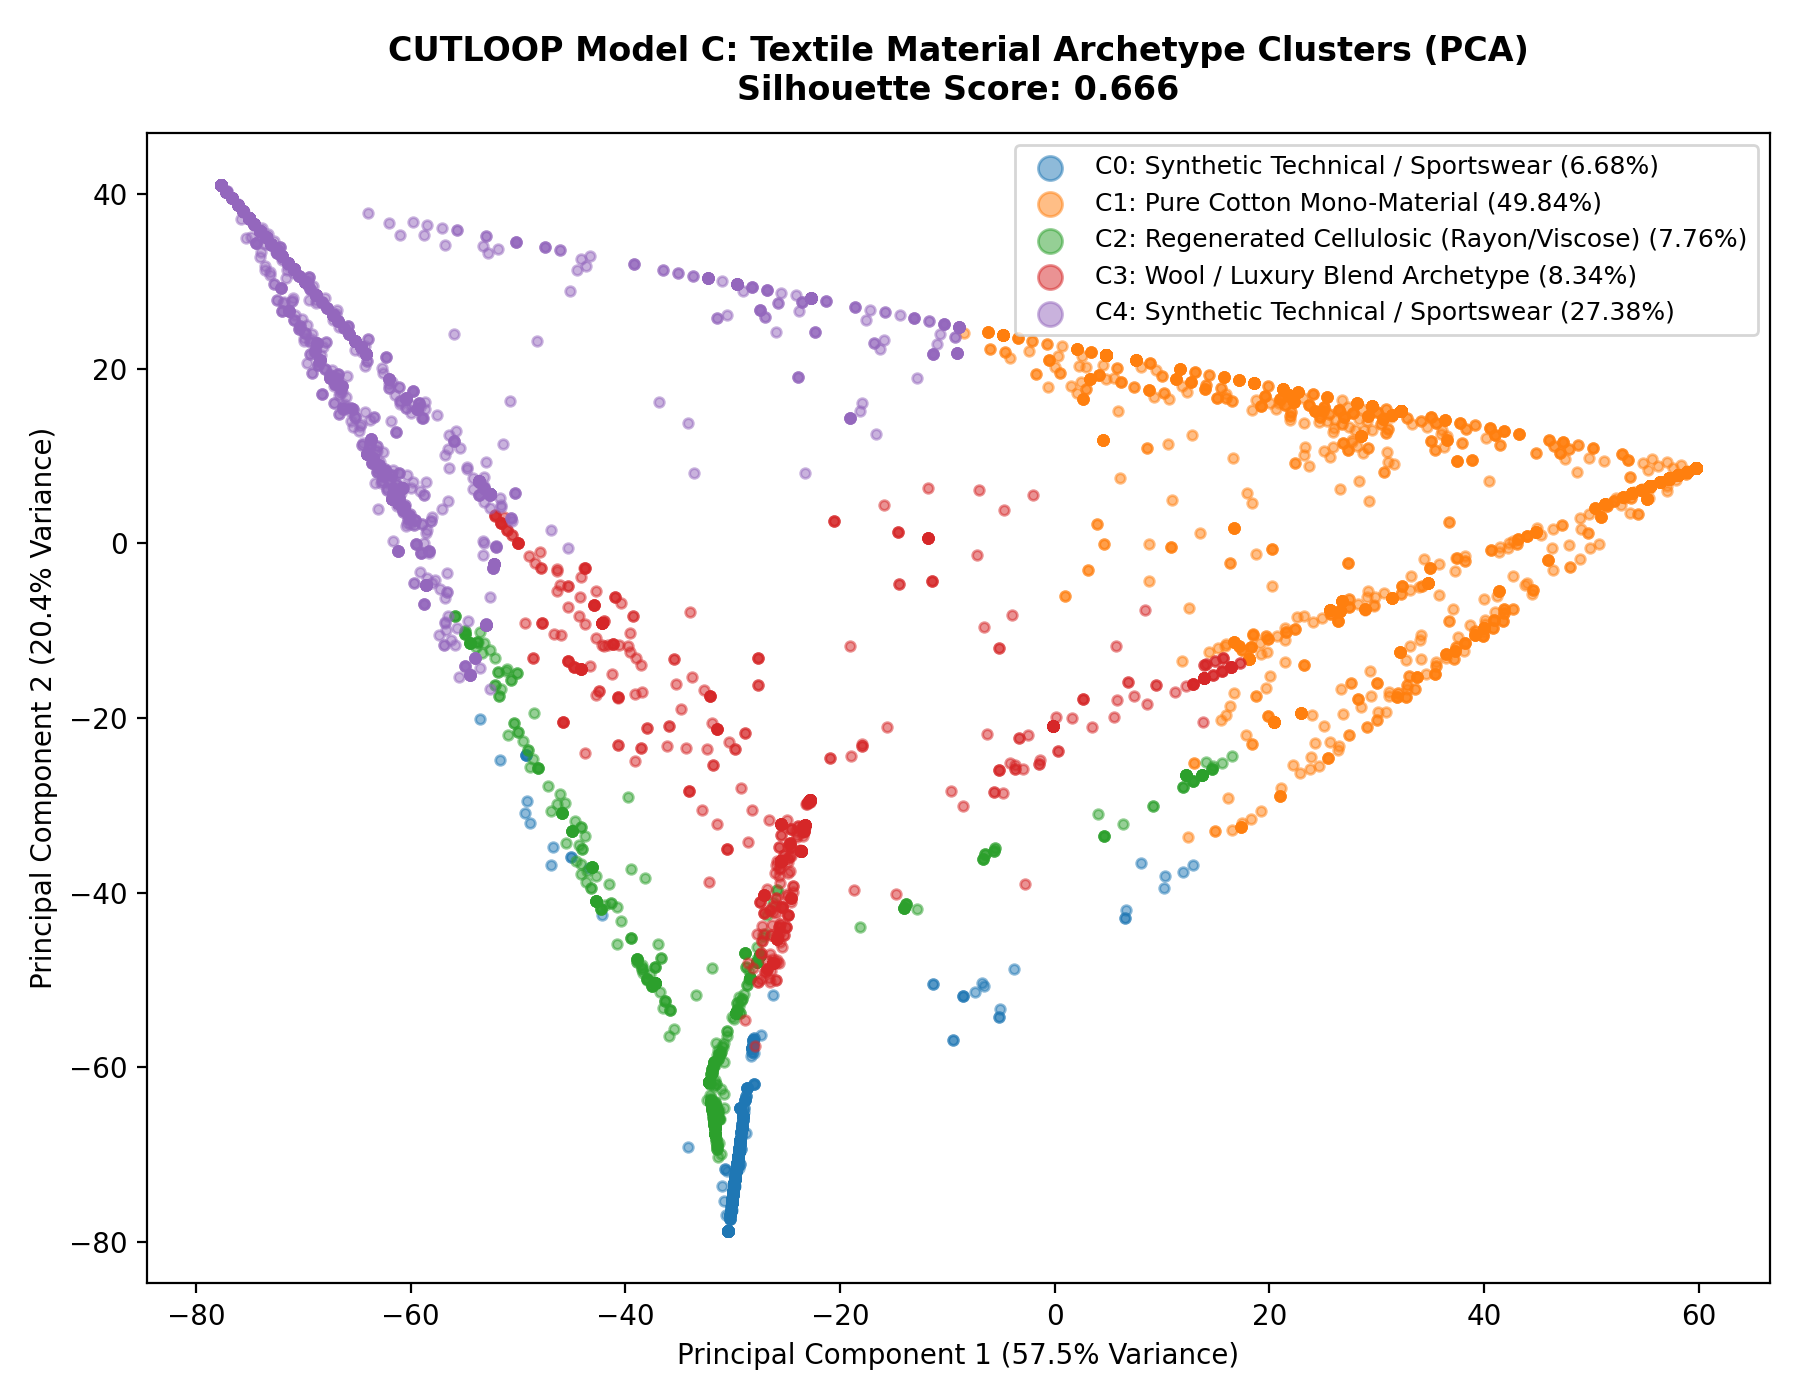 CUTLOOP Model C: Textile Material Archetype Clusters (PCA)
Silhouette Score: 0.666
C0: Synthetic Technical / Sportswear (6.68%)
C1: Pure Cotton Mono-Material (49.84%)
C2: Regenerated Cellulosic (Rayon/Viscose) (7.76%)
C3: Wool / Luxury Blend Archetype (8.34%)
C4: Synthetic Technical / Sportswear (27.38%)
Principal Component 2 (20.4% Variance)
40
20
0
−20
−40
−60
−80
−80
−60
−40
−20
0
20
40
60
Principal Component 1 (57.5% Variance)